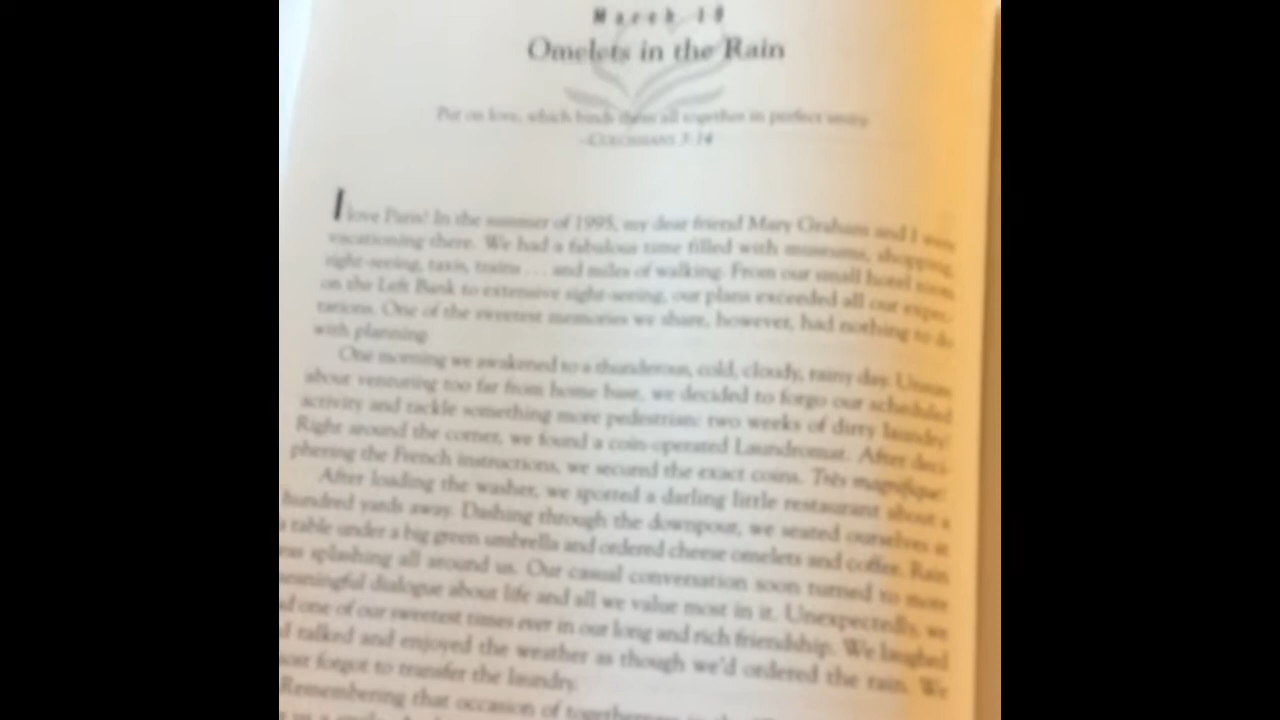 March 18
Omelets in the Rain
Put on love, which binds them all together in perfect unity.
–COLOSSIANS 3:14
I love Paris! In the summer of 1995, my dear friend Mary Graham and I were
vacationing there. We had a fabulous time filled with museums, shopping,
sight-seeing, taxis, trains . . . and miles of walking. From our small hotel room
on the Left Bank to extensive sight-seeing, our plans exceeded all our expec-
tations. One of the sweetest memories we share, however, had nothing to do
with planning.
One morning we awakened to a thunderous, cold, cloudy, rainy day. Unsure
about venturing too far from home base, we decided to forgo our scheduled
activity and tackle something more pedestrian: two weeks of dirty laundry!
Right around the corner, we found a coin-operated Laundromat. After deci-
phering the French instructions, we secured the exact coins. Très magnifique!
After loading the washer, we spotted a darling little restaurant about a
hundred yards away. Dashing through the downpour, we seated ourselves at
a table under a big green umbrella and ordered cheese omelets and coffee. Rain
was splashing all around us. Our casual conversation soon turned to more
meaningful dialogue about life and all we value most in it. Unexpectedly, we
had one of our sweetest times ever in our long and rich friendship. We laughed
and talked and enjoyed the weather as though we'd ordered the rain. We
almost forgot to transfer the laundry.
Remembering that occasion of togetherness
us a smile